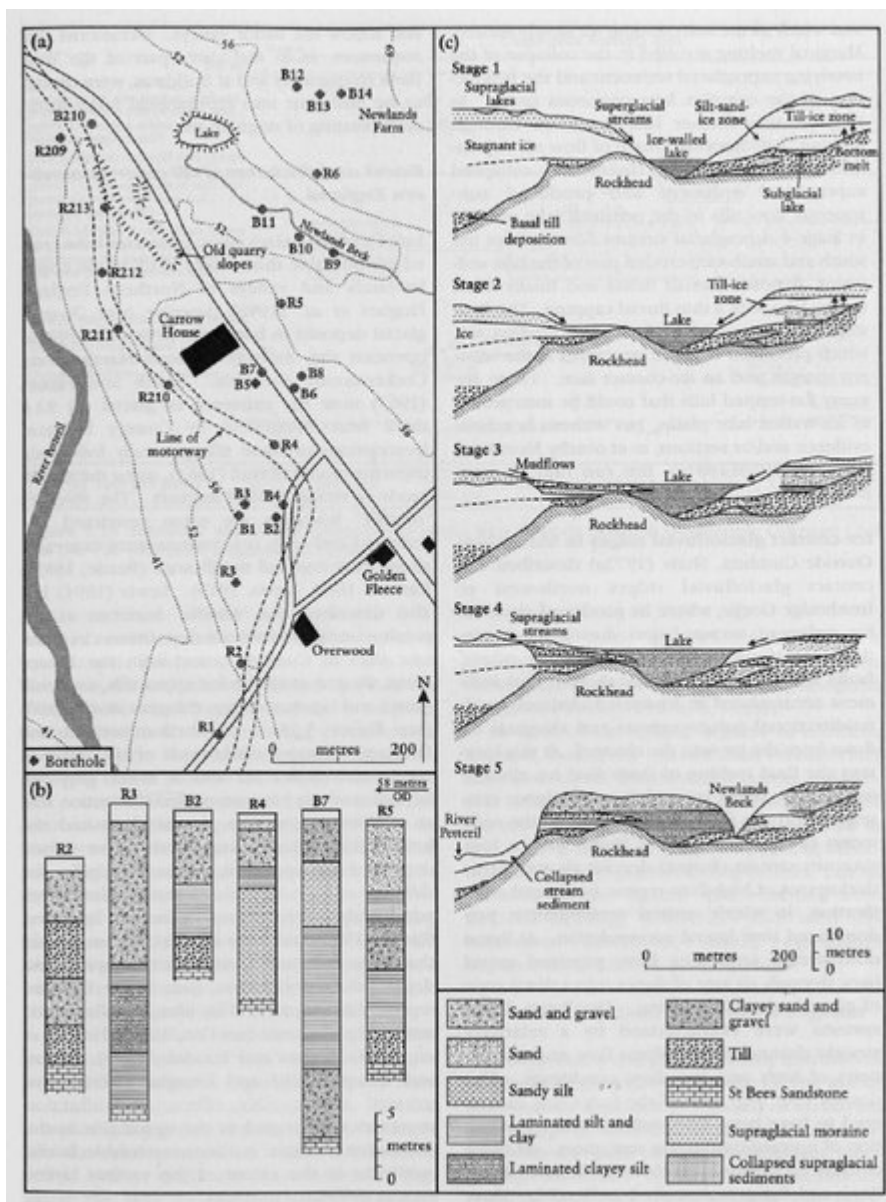 (a)
56
60
B12
B13
B14
Newlands
Farm
B210
Lake
R209
R6
R213
B11
52
Newlands Beck
B10
B9
Old quarry
slopes
R212
R5
Carrow
House
R211
B7
B8
B5
B6
R210
River Petteril
Line of
motorway
R4
B3
B4
B1
B2
52
R3
Golden
Fleece
R2
Overwood
N
R1
0
200
metres
Borehole
(b)
58 metres
OD
R2
R3
B2
R4
B7
R5
5
metres
0
(c)
Stage 1
Supraglacial
lakes
Superglacial
streams
Silt-sand-
ice zone
Till-ice zone
Stagnant ice
Ice-walled
lake
Bottom
melt
Rockhead
Subglacial
lake
Basal till
deposition
Stage 2
Till-ice
zone
Ice
Lake
Rockhead
Stage 3
Mudflows
Lake
Rockhead
Stage 4
Supraglacial
streams
Lake
Rockhead
Stage 5
Newlands
Beck
River
Petteril
Rockhead
Collapsed
stream
sediment
0
200
metres
10
metres
0
Sand and gravel
Clayey sand and
gravel
Sand
Till
Sandy silt
St Bees Sandstone
Laminated silt and
clay
Supraglacial moraine
Laminated clayey silt
Collapsed supraglacial
sediments